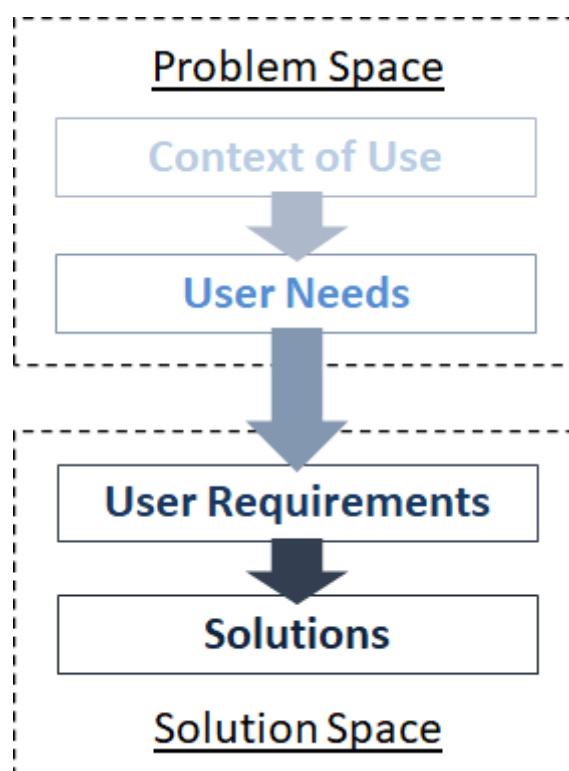 Problem Space
Context of Use
User Needs
User Requirements
Solutions
Solution Space